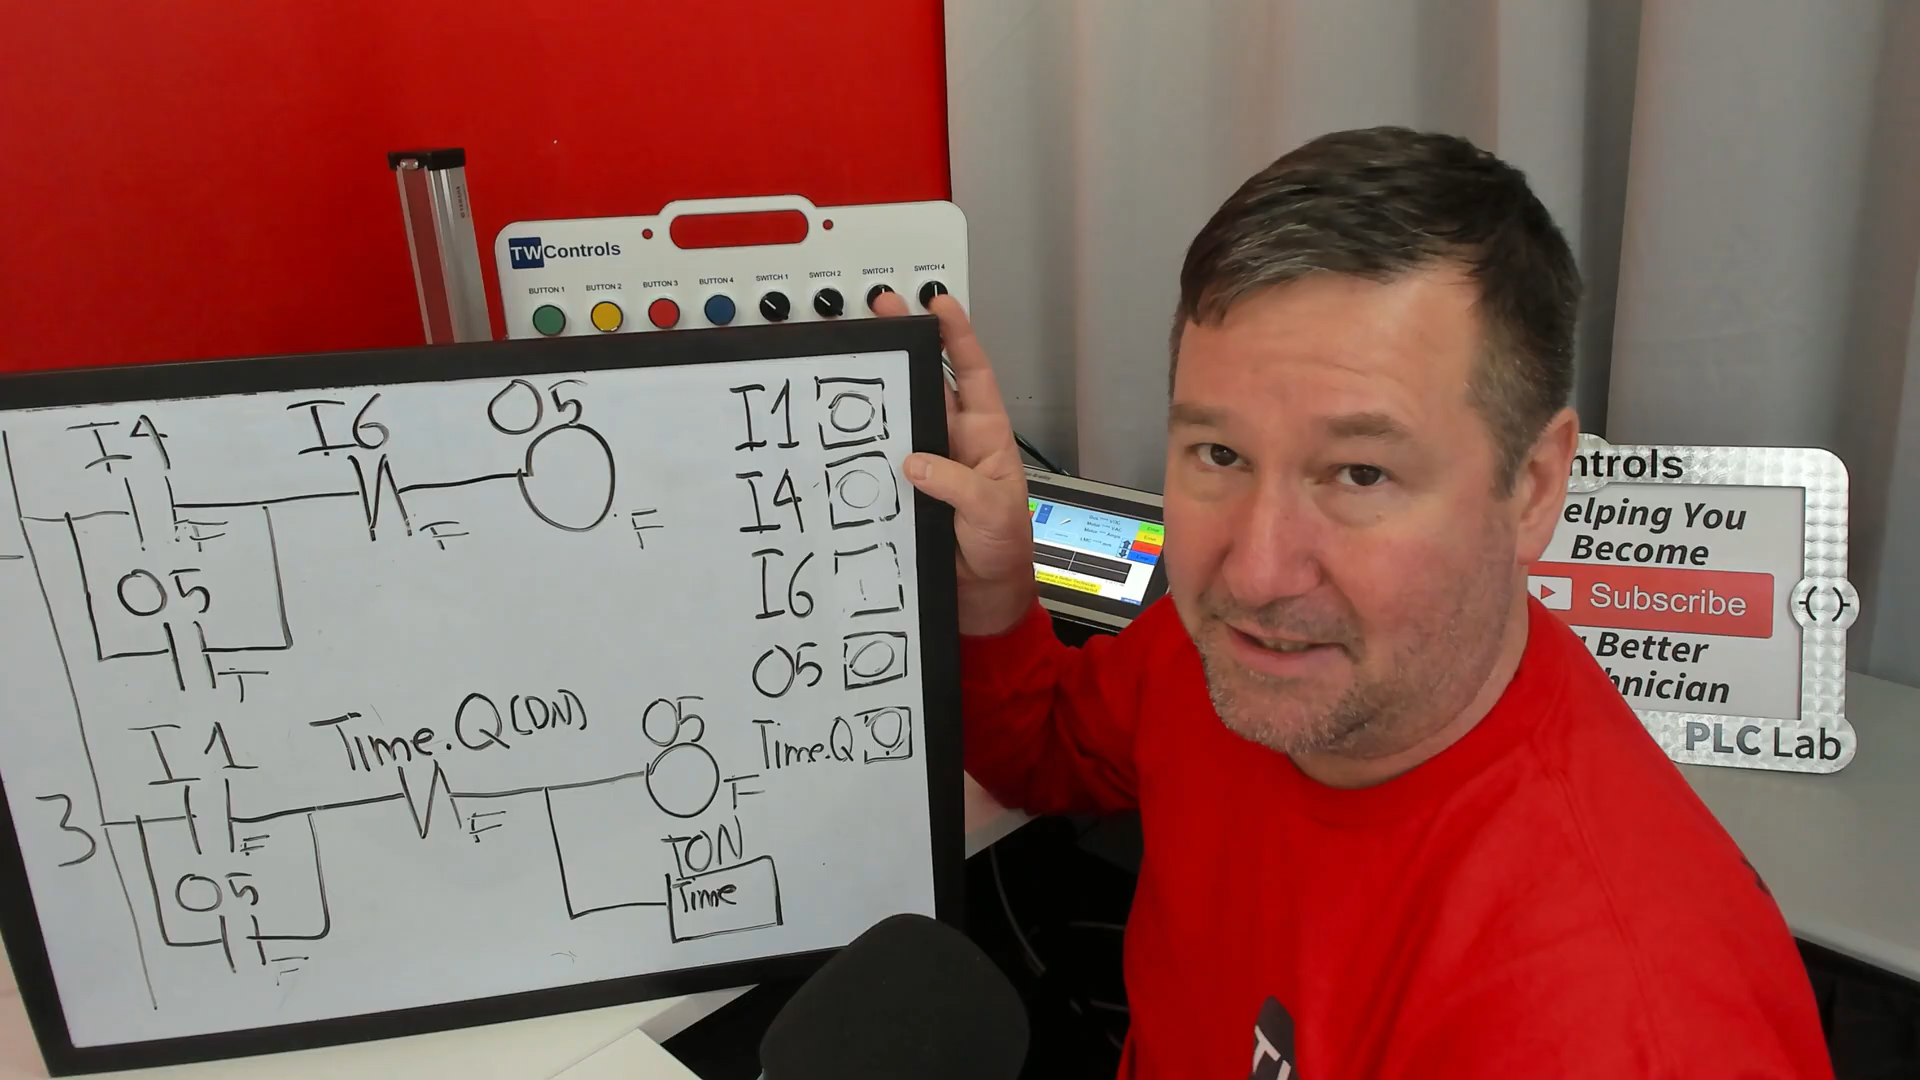 TWControls
BUTTON 1 BUTTON 2 BUTTON 3 BUTTON 4 SWITCH 1 SWITCH 2 SWITCH 3 SWITCH 4
I4 I6 O5
F F F
O5
T
I1 O
I4 O
I6
O5 O
Time.Q O
3
I1 Time.Q(DN) O5
F F F
O5
F
TON
Time
ntrols
elping You
Become
Subscribe
Better
hnician
PLC Lab